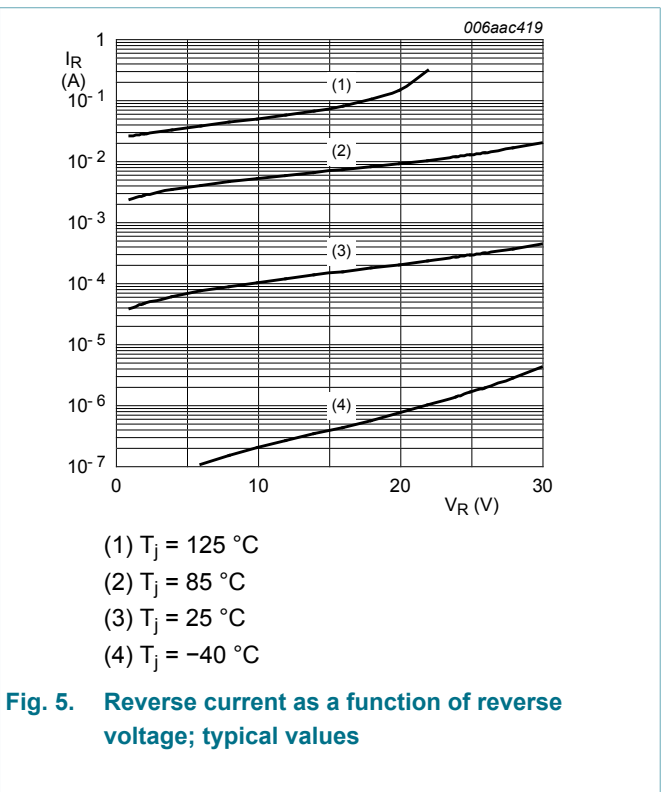 006aac419
1
I_R
(A)
10^-1
(1)
(2)
10^-2
10^-3
(3)
10^-4
10^-5
(4)
10^-6
10^-7
0 10 20 30
V_R (V)
(1) T_j = 125 °C
(2) T_j = 85 °C
(3) T_j = 25 °C
(4) T_j = −40 °C
Fig. 5. Reverse current as a function of reverse
voltage; typical values